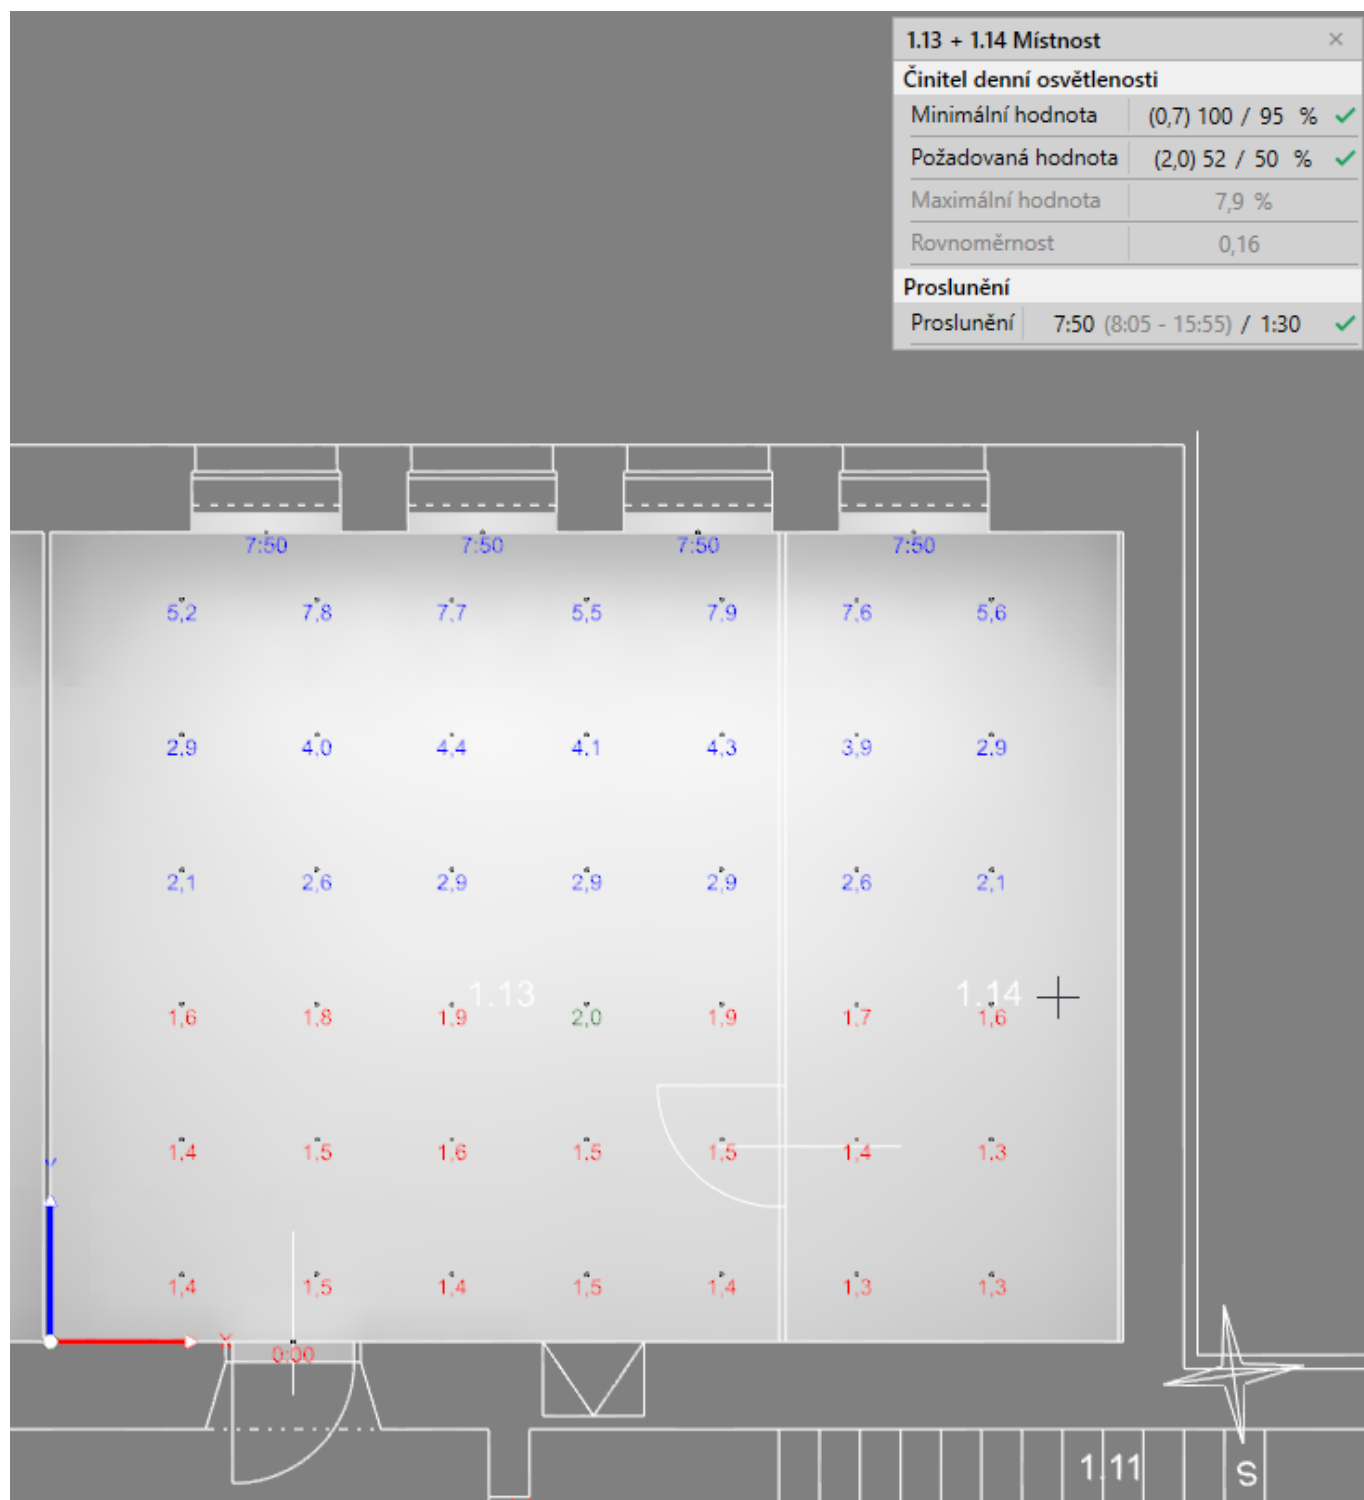 1.13 + 1.14 Místnost ×
Činitel denní osvětlenosti
Minimální hodnota (0,7) 100 / 95 %
Požadovaná hodnota (2,0) 52 / 50 %
Maximální hodnota 7,9 %
Rovnoměrnost 0,16
Proslunění
Proslunění 7:50 (8:05 - 15:55) / 1:30
7:50 7:50 7:50 7:50
5,2 7,8 7,7 5,5 7,9 7,6 5,6
2,9 4,0 4,4 4,1 4,3 3,9 2,9
2,1 2,6 2,9 2,9 2,9 2,6 2,1
1.13 1.14
1,6 1,8 1,9 2,0 1,9 1,7 1,6
1,4 1,5 1,6 1,5 1,5 1,4 1,3
Y
1,4 1,5 1,4 1,5 1,4 1,3 1,3
X
0:00
1.11 S